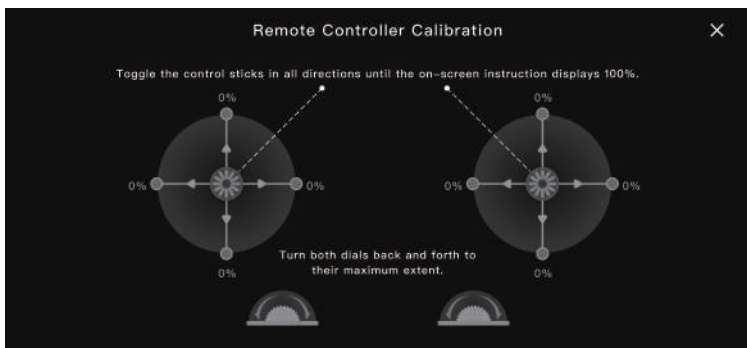 Remote Controller Calibration
Toggle the control sticks in all directions until the on-screen instruction displays 100%.
0%
0%
0%
0%
0%
0%
Turn both dials back and forth to
their maximum extent.
0%
0%